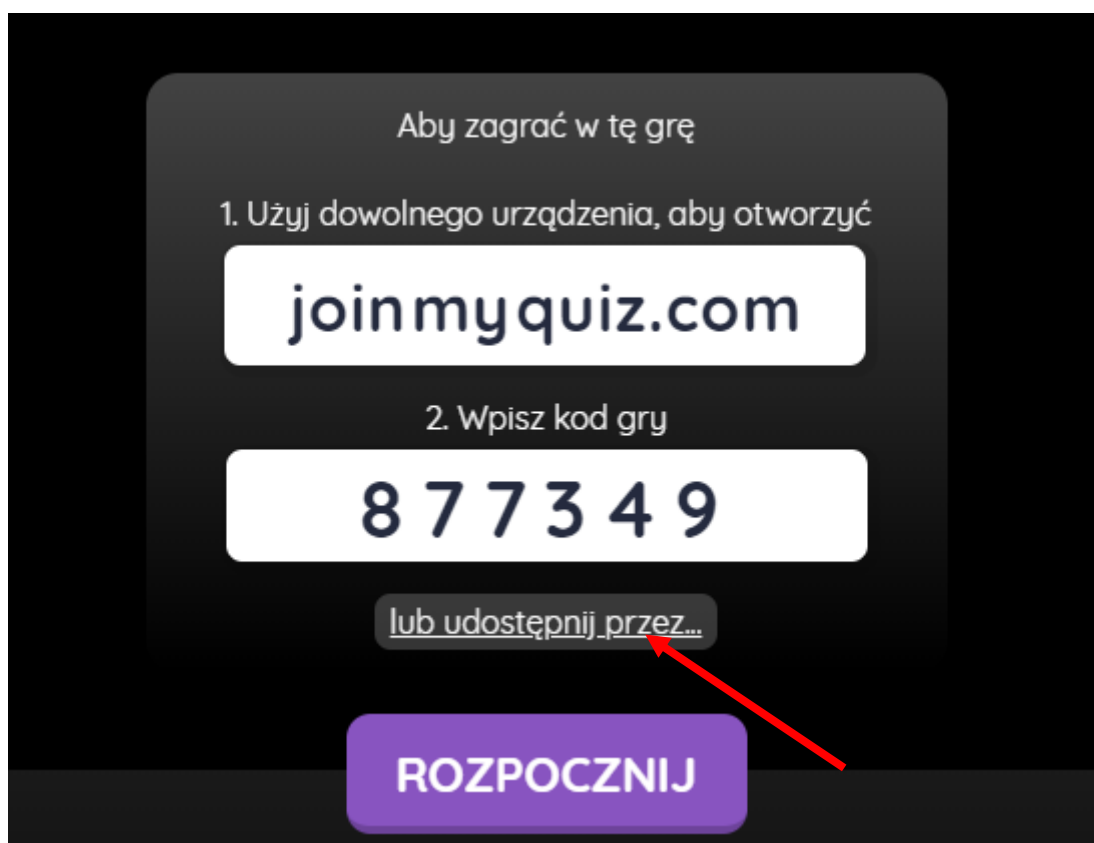 Aby zagrać w tę grę
1. Użyj dowolnego urządzenia, aby otworzyć
joinmyquiz.com
2. Wpisz kod gry
877349
lub udostępnij przez...
ROZPOCZNIJ